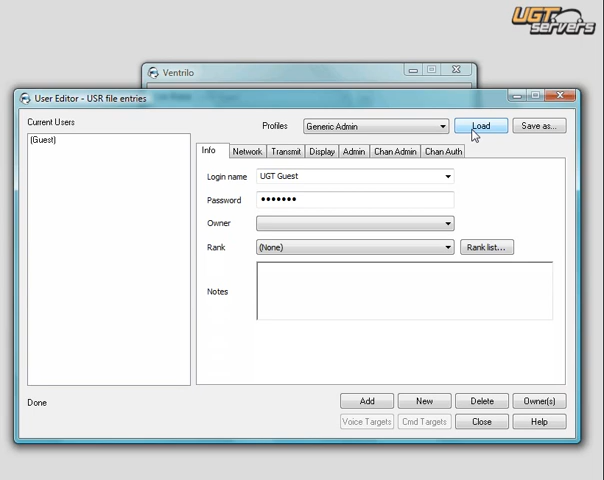 UGT
servers
Ventrilo
User Editor - USR file entries
Current Users
Profiles
Generic Admin
Load
Save as...
(Guest)
Info
Network
Transmit
Display
Admin
Chan Admin
Chan Auth
Login name
UGT Guest
Password
•••••••
Owner
Rank
(None)
Rank list...
Notes
Done
Add
New
Delete
Owner(s)
Voice Targets
Cmd Targets
Close
Help